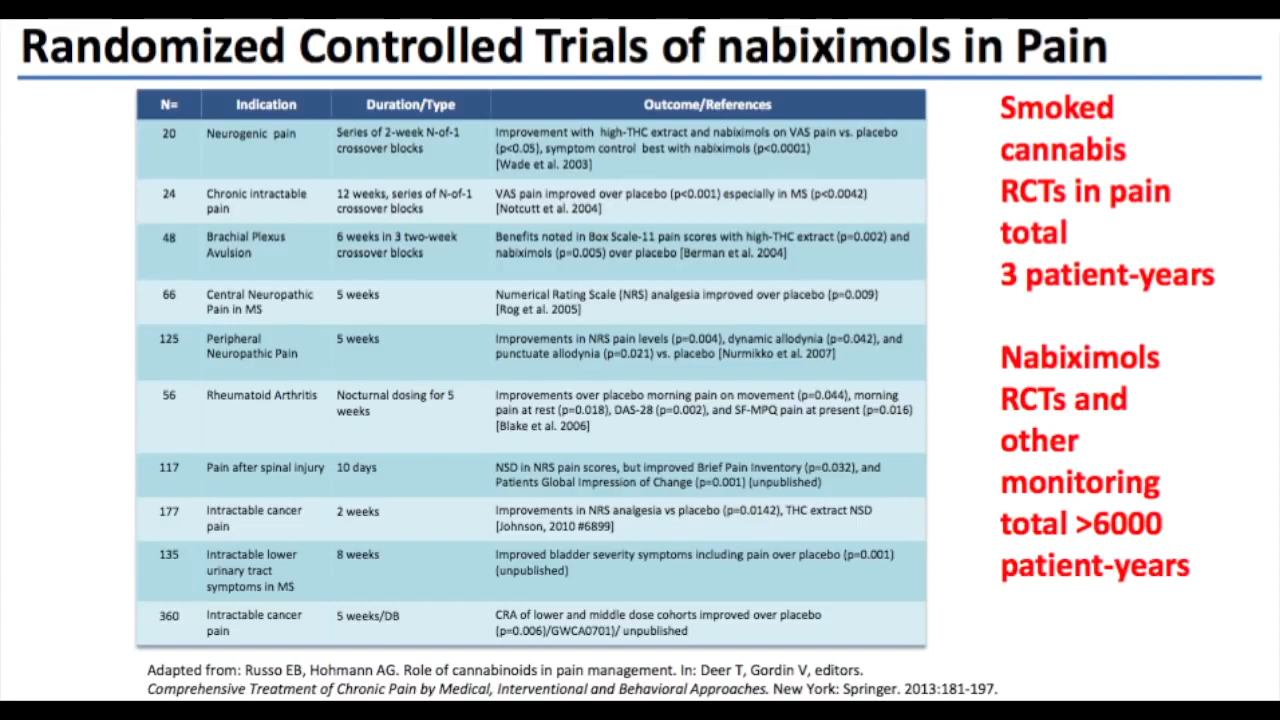 Randomized Controlled Trials of nabiximols in Pain
N= Indication Duration/Type Outcome/References
20 Neurogenic pain Series of 2-week N-of-1 Improvement with high-THC extract and nabiximols on VAS pain vs. placebo
crossover blocks (p<0.05), symptom control best with nabiximols (p<0.0001)
[Wade et al. 2003]
24 Chronic intractable 12 weeks, series of N-of-1 VAS pain improved over placebo (p<0.001) especially in MS (p<0.0042)
pain crossover blocks [Notcutt et al. 2004]
48 Brachial Plexus 6 weeks in 3 two-week Benefits noted in Box Scale-11 pain scores with high-THC extract (p=0.002) and
Avulsion crossover blocks nabiximols (p=0.005) over placebo [Berman et al. 2004]
66 Central Neuropathic 5 weeks Numerical Rating Scale (NRS) analgesia improved over placebo (p=0.009)
Pain in MS [Rog et al. 2005]
125 Peripheral 5 weeks Improvements in NRS pain levels (p=0.004), dynamic allodynia (p=0.042), and
Neuropathic Pain punctuate allodynia (p=0.021) vs. placebo [Nurmikko et al. 2007]
56 Rheumatoid Arthritis Nocturnal dosing for 5 Improvements over placebo morning pain on movement (p=0.044), morning
weeks pain at rest (p=0.018), DAS-28 (p=0.002), and SF-MPQ pain at present (p=0.016)
[Blake et al. 2006]
117 Pain after spinal injury 10 days NSD in NRS pain scores, but improved Brief Pain Inventory (p=0.032), and
Patients Global Impression of Change (p=0.001) (unpublished)
177 Intractable cancer 2 weeks Improvements in NRS analgesia vs placebo (p=0.0142), THC extract NSD
pain [Johnson, 2010 #6899]
135 Intractable lower 8 weeks Improved bladder severity symptoms including pain over placebo (p=0.001)
urinary tract (unpublished)
symptoms in MS
360 Intractable cancer 5 weeks/DB CRA of lower and middle dose cohorts improved over placebo
pain (p=0.006)/GWCA0701)/ unpublished
Smoked
cannabis
RCTs in pain
total
3 patient-years
Nabiximols
RCTs and
other
monitoring
total >6000
patient-years
Adapted from: Russo EB, Hohmann AG. Role of cannabinoids in pain management. In: Deer T, Gordin V, editors.
Comprehensive Treatment of Chronic Pain by Medical, Interventional and Behavioral Approaches. New York: Springer. 2013:181-197.